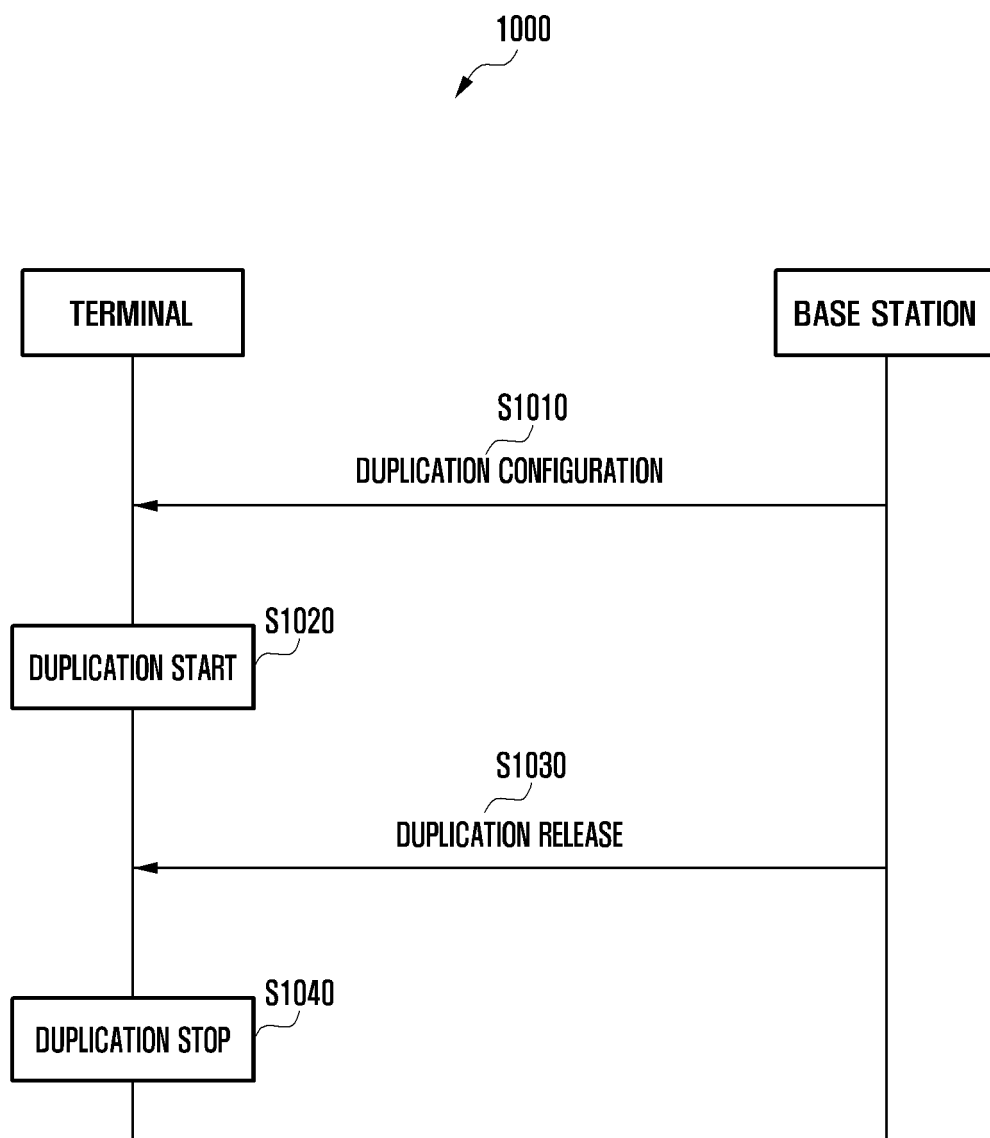 1000
TERMINAL
BASE STATION
S1010
DUPLICATION CONFIGURATION
S1020
DUPLICATION START
S1030
DUPLICATION RELEASE
S1040
DUPLICATION STOP